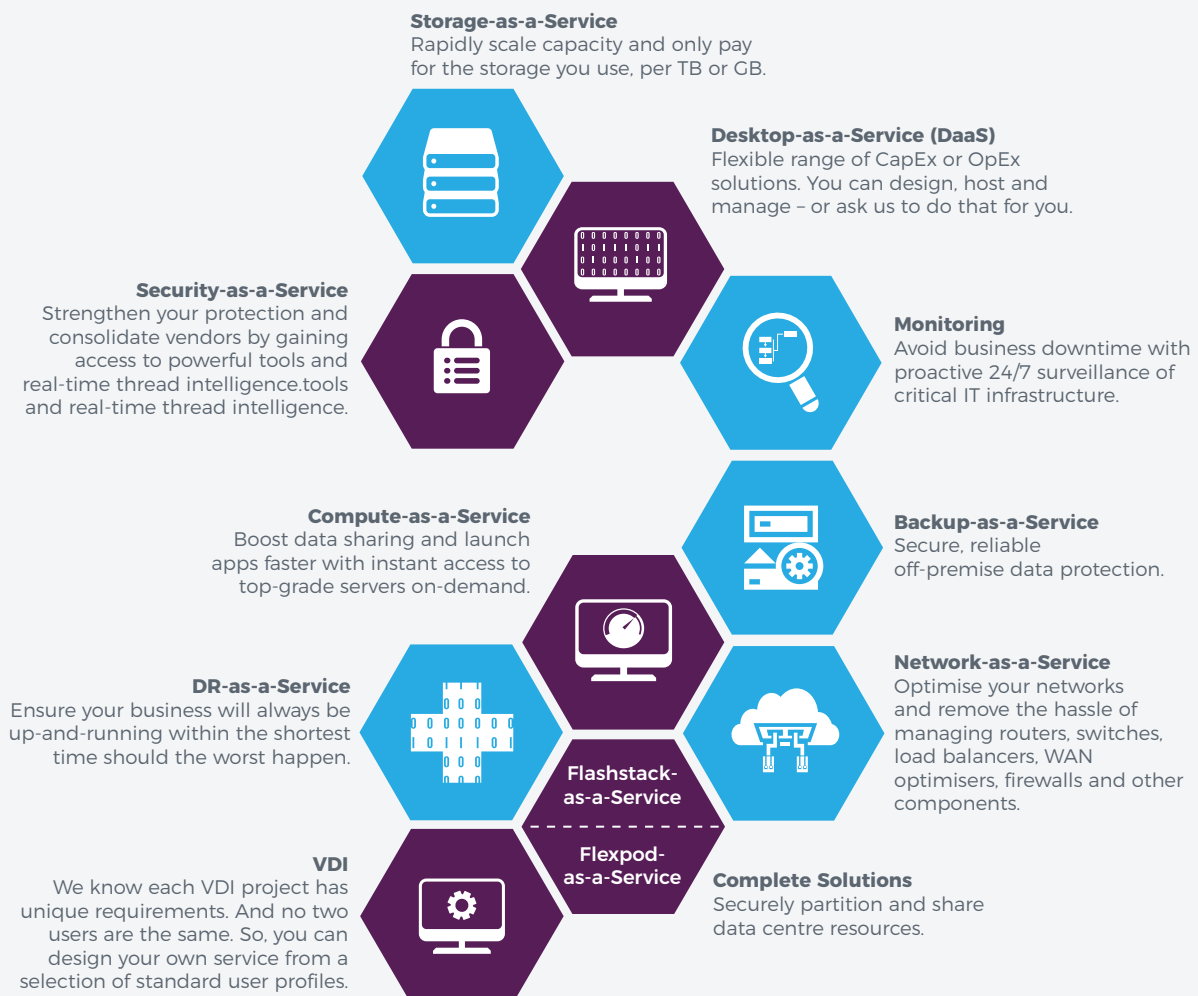 Storage-as-a-Service
Rapidly scale capacity and only pay
for the storage you use, per TB or GB.
Desktop-as-a-Service (DaaS)
Flexible range of CapEx or OpEx
solutions. You can design, host and
manage – or ask us to do that for you.
Security-as-a-Service
Strengthen your protection and
consolidate vendors by gaining
access to powerful tools and
real-time thread intelligence.tools
and real-time thread intelligence.
Monitoring
Avoid business downtime with
proactive 24/7 surveillance of
critical IT infrastructure.
Compute-as-a-Service
Boost data sharing and launch
apps faster with instant access to
top-grade servers on-demand.
Backup-as-a-Service
Secure, reliable
off-premise data protection.
DR-as-a-Service
Ensure your business will always be
up-and-running within the shortest
time should the worst happen.
Network-as-a-Service
Optimise your networks
and remove the hassle of
managing routers, switches,
load balancers, WAN
optimisers, firewalls and other
components.
Flashstack-
as-a-Service
Flexpod-
as-a-Service
VDI
We know each VDI project has
unique requirements. And no two
users are the same. So, you can
design your own service from a
selection of standard user profiles.
Complete Solutions
Securely partition and share
data centre resources.